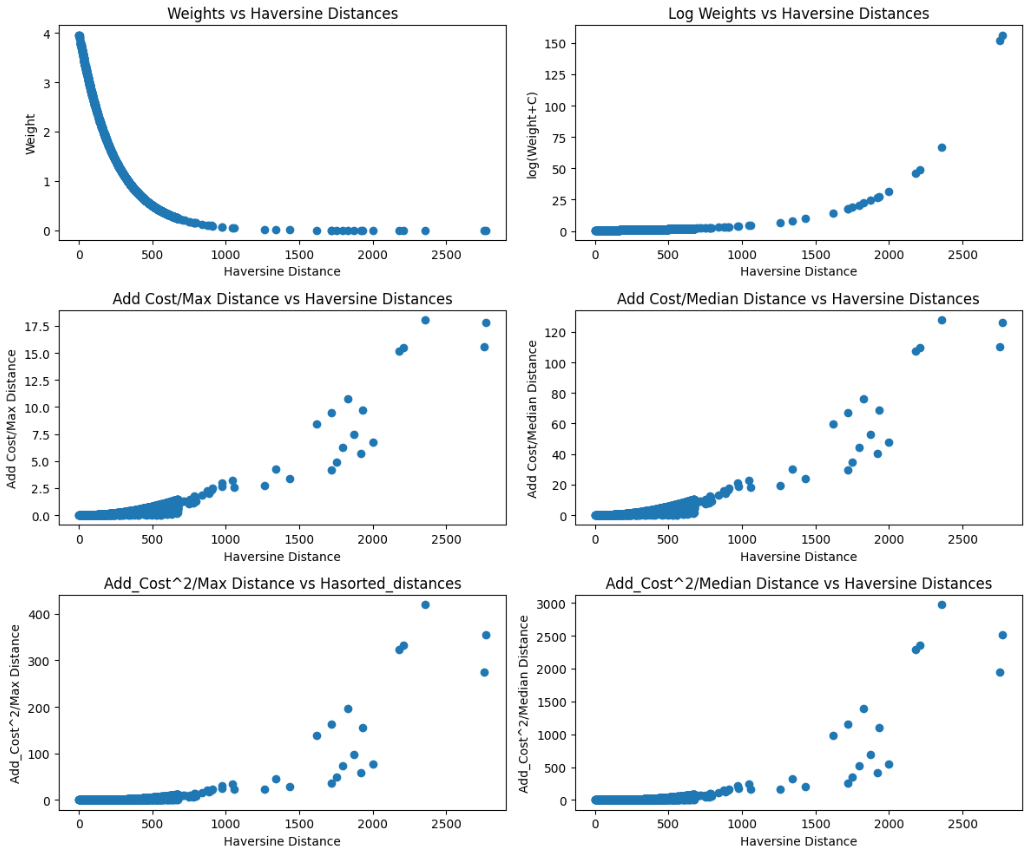 Weights vs Haversine Distances
Log Weights vs Haversine Distances
4
3
2
1
0
Weight
0 500 1000 1500 2000 2500
Haversine Distance
150
125
100
75
50
25
0
log(Weight+C)
0 500 1000 1500 2000 2500
Haversine Distance
Add Cost/Max Distance vs Haversine Distances
Add Cost/Median Distance vs Haversine Distances
17.5
15.0
12.5
10.0
7.5
5.0
2.5
0.0
Add Cost/Max Distance
0 500 1000 1500 2000 2500
Haversine Distance
120
100
80
60
40
20
0
Add Cost/Median Distance
0 500 1000 1500 2000 2500
Haversine Distance
Add_Cost^2/Max Distance vs Hasorted_distances
Add_Cost^2/Median Distance vs Haversine Distances
400
300
200
100
0
Add_Cost^2/Max Distance
0 500 1000 1500 2000 2500
Haversine Distance
3000
2500
2000
1500
1000
500
0
Add_Cost^2/Median Distance
0 500 1000 1500 2000 2500
Haversine Distance